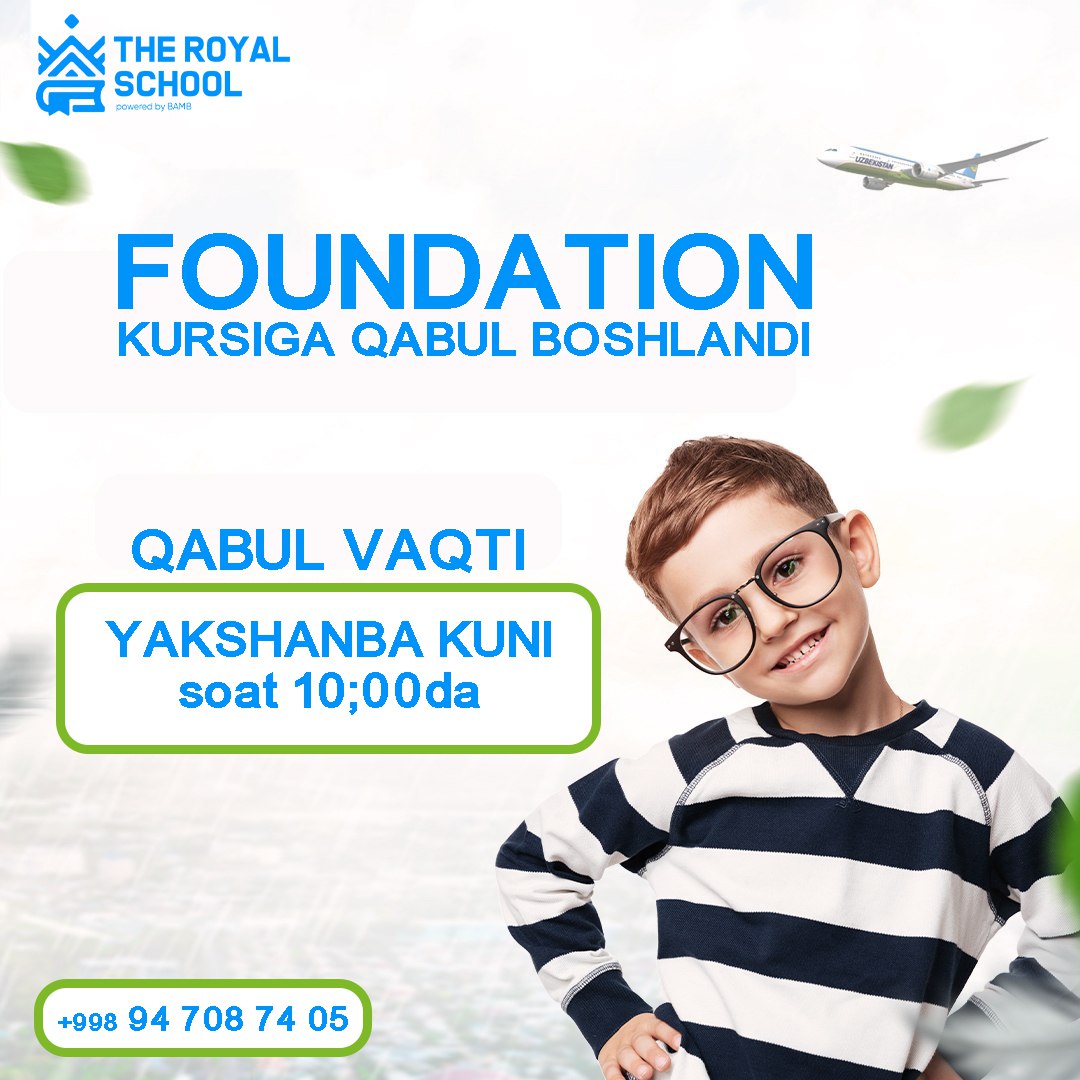 THE ROYAL
SCHOOL
powered by BAMB
UZBEKISTAN
FOUNDATION
KURSIGA QABUL BOSHLANDI
QABUL VAQTI
YAKSHANBA KUNI
soat 10;00da
+998 94 708 74 05